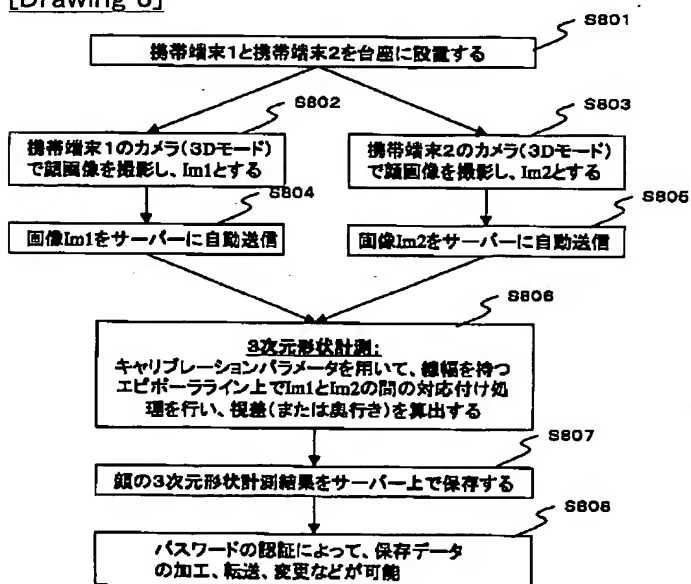 [Drawing 8]
S801
携帯端末1と携帯端末2を台座に設置する
S802
S803
携帯端末1のカメラ(3Dモード)
で顔画像を撮影し、Im1とする
携帯端末2のカメラ(3Dモード)
で顔画像を撮影し、Im2とする
S804
S805
画像Im1をサーバーに自動送信
画像Im2をサーバーに自動送信
S806
3次元形状計測:
キャリブレーションパラメータを用いて、線幅を持つ
エピポーラライン上でIm1とIm2の間の対応付け処
理を行い、視差(または奥行き)を算出する
S807
顔の3次元形状計測結果をサーバー上で保存する
S808
パスワードの認証によって、保存データ
の加工、転送、変更などが可能